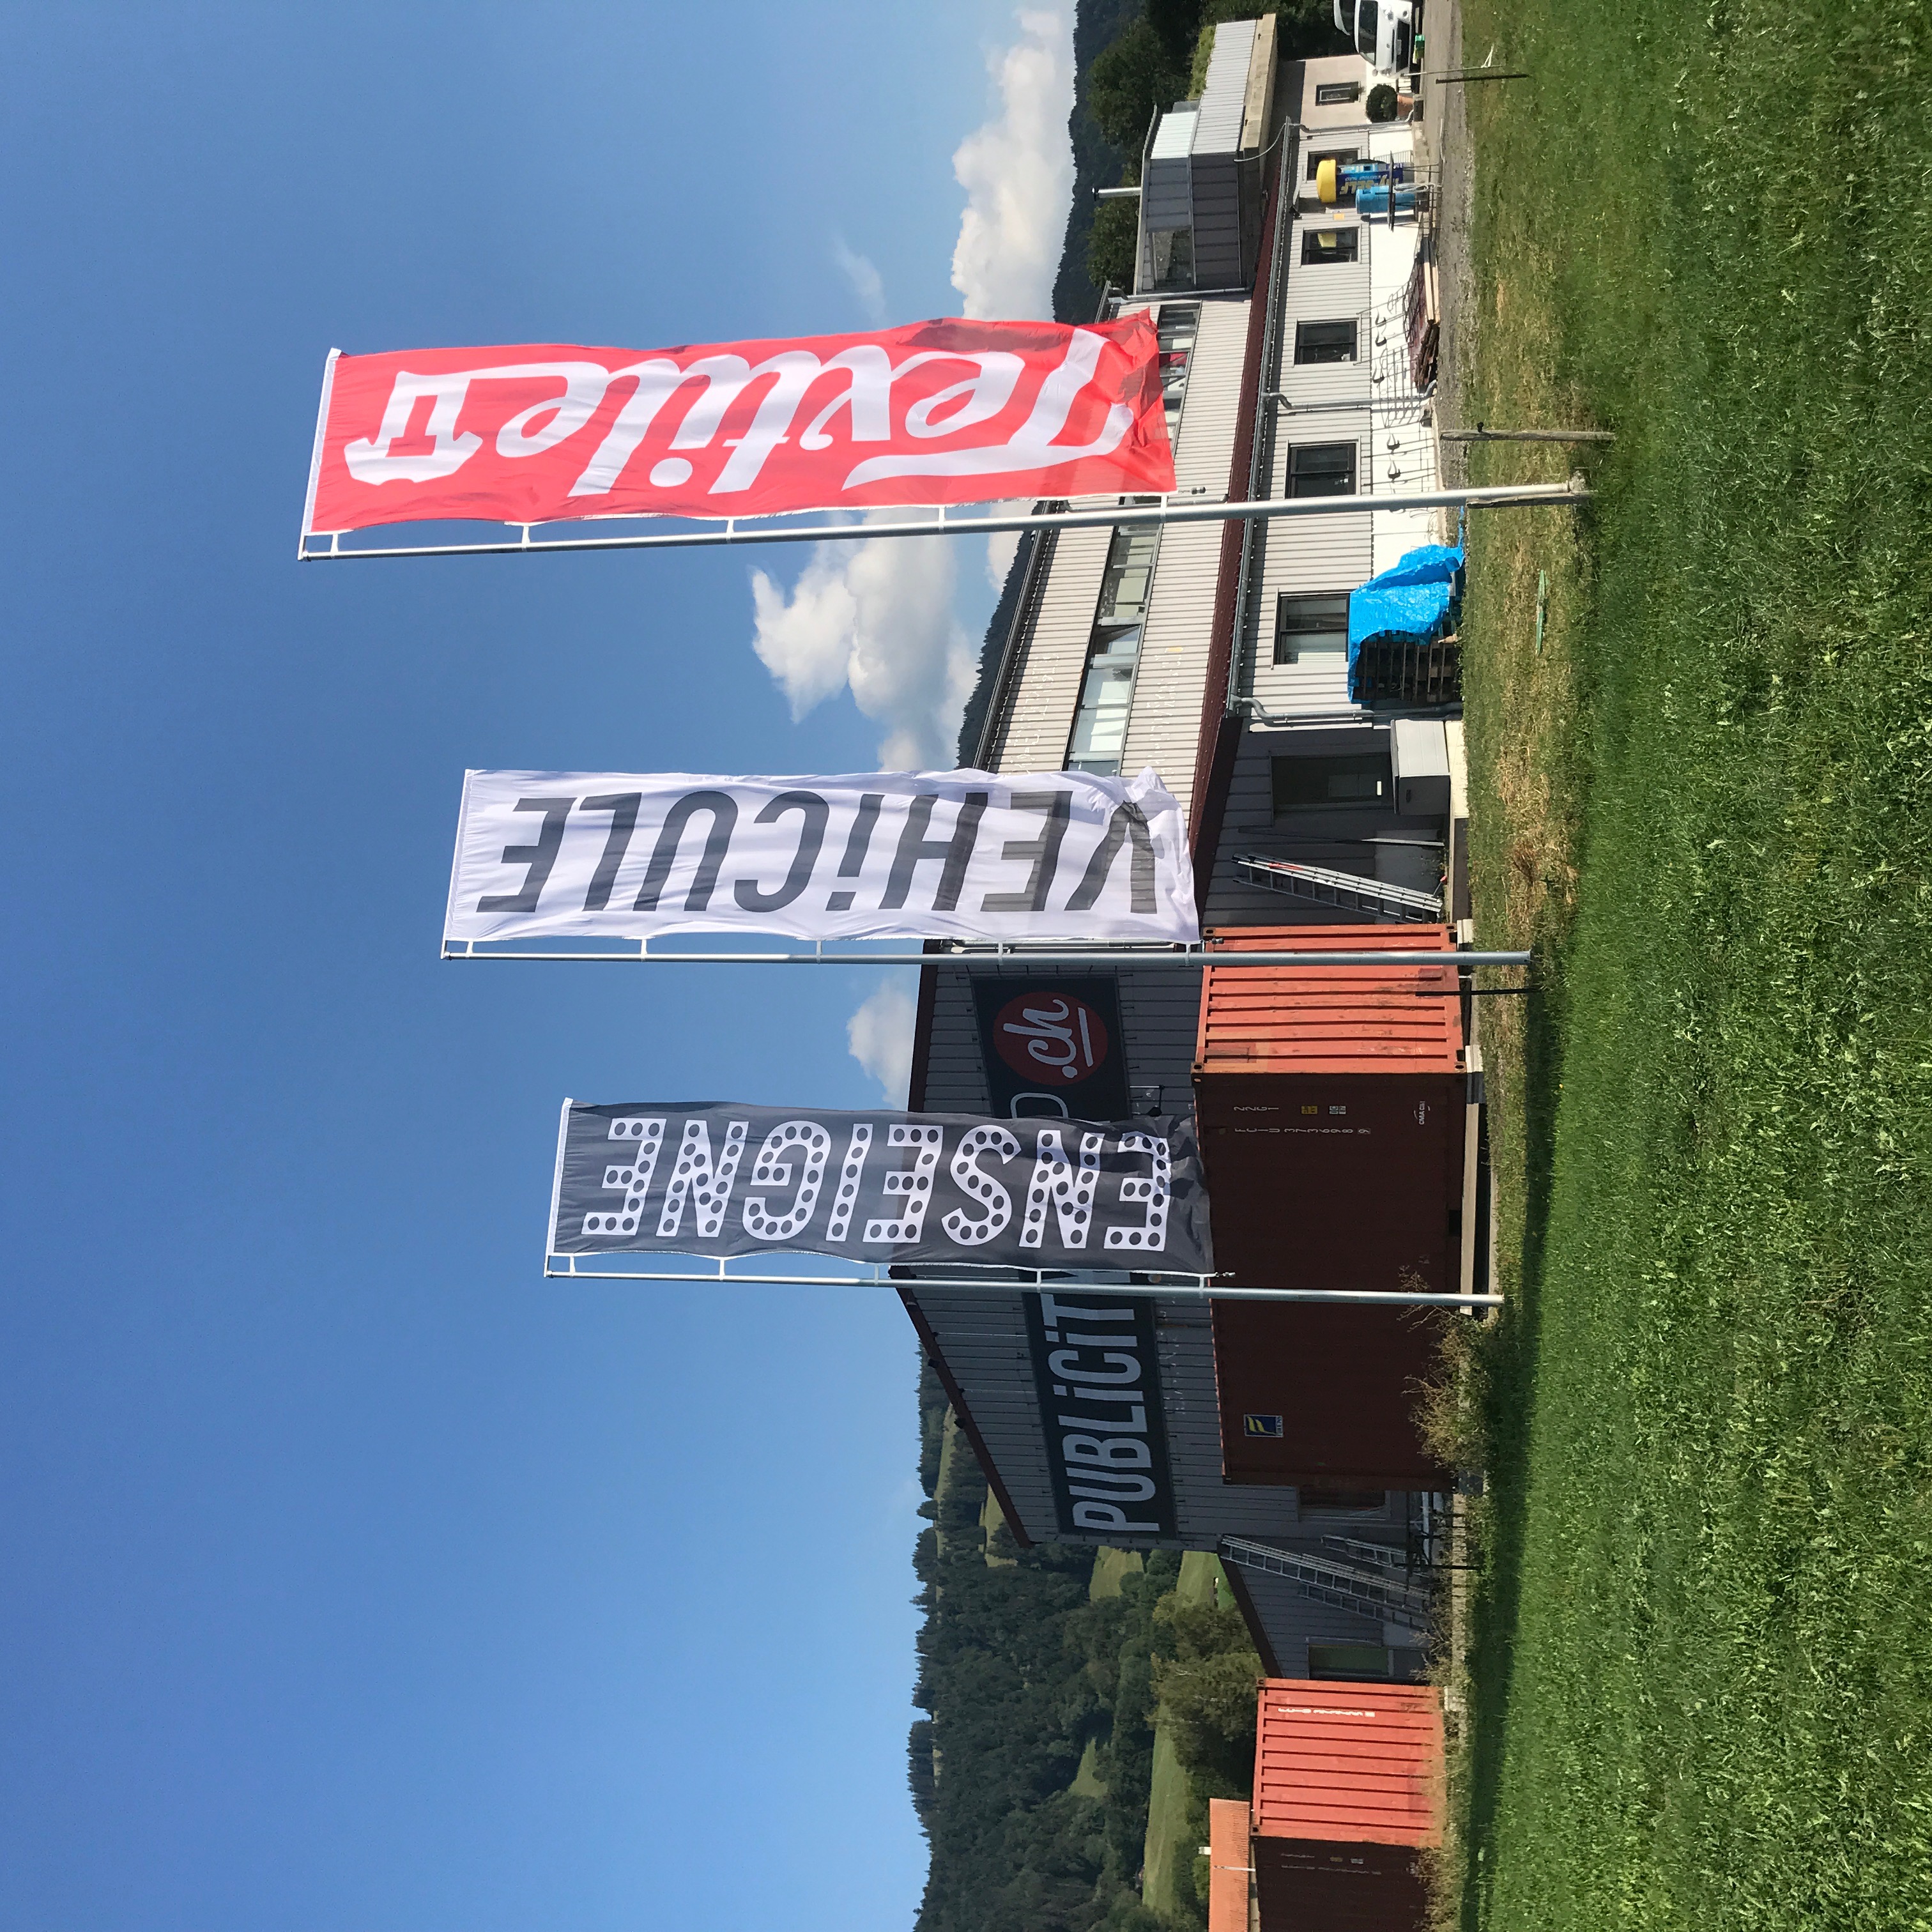 ENSEIGNE
VEHiCULE
Textile
PUBLiCiT
.ch